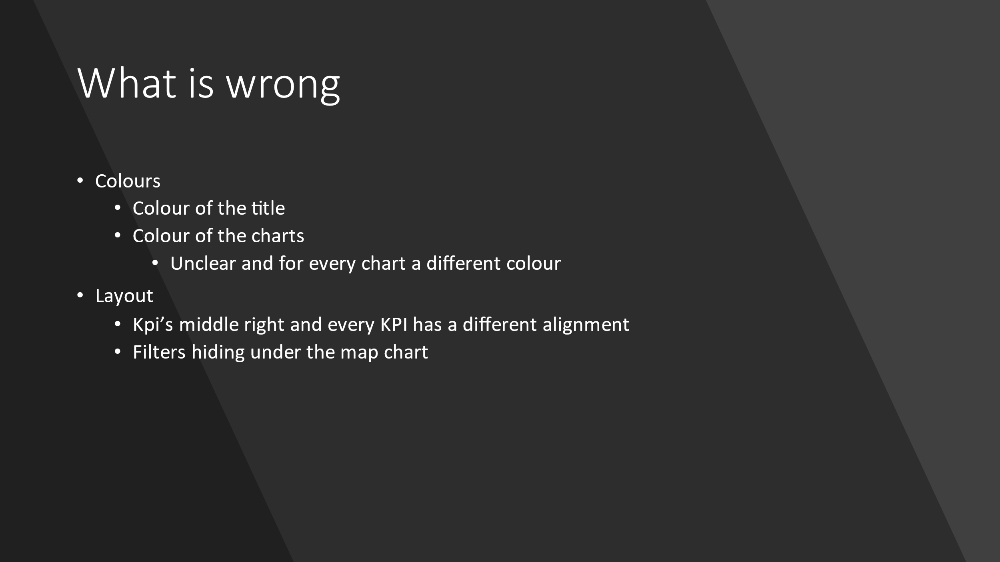 What is wrong
• Colours
• Colour of the title
• Colour of the charts
• Unclear and for every chart a different colour
• Layout
• Kpi’s middle right and every KPI has a different alignment
• Filters hiding under the map chart